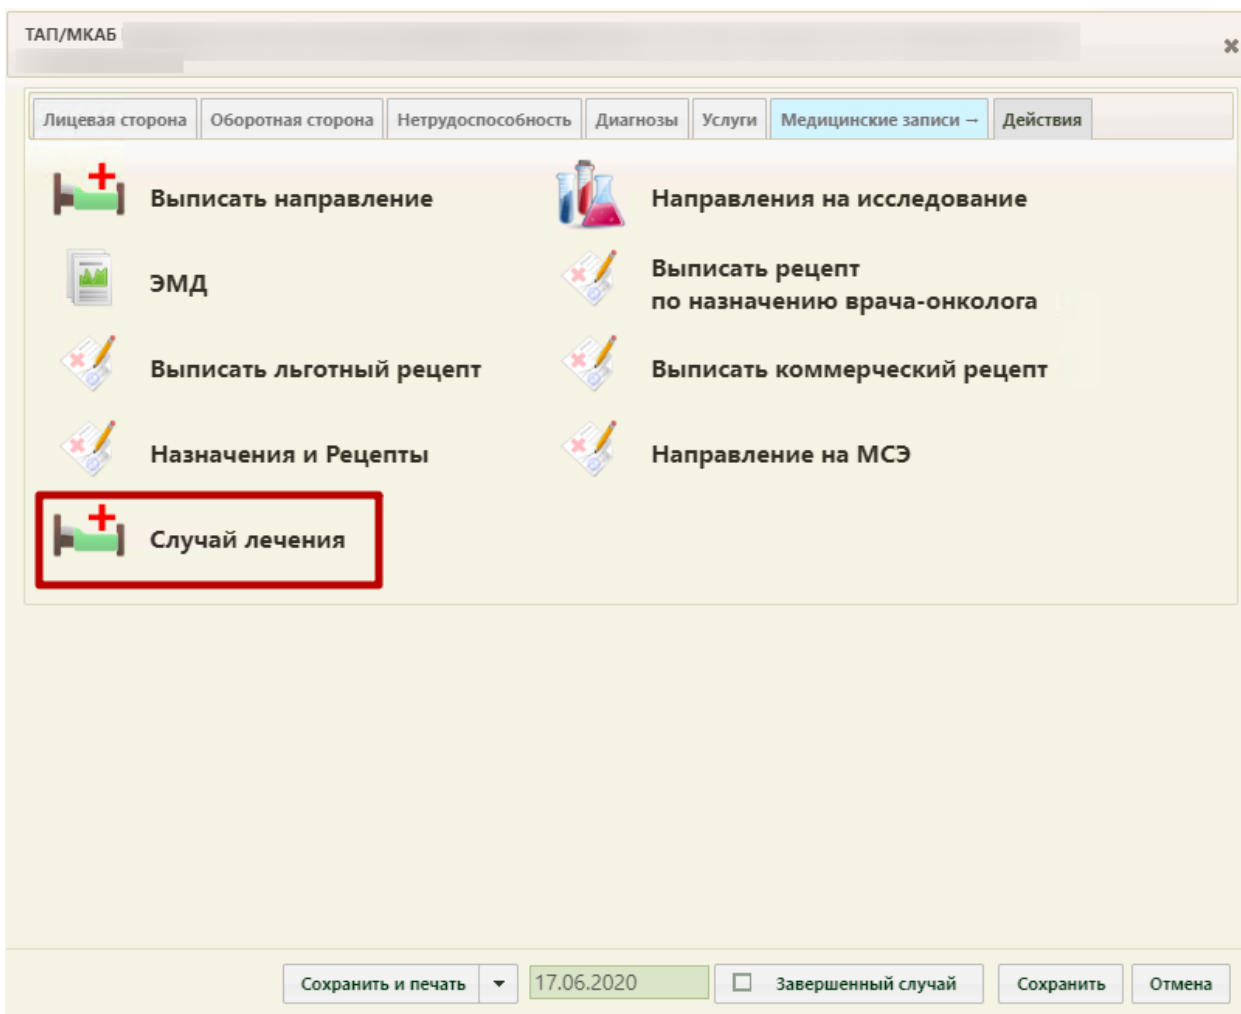 ТАП/МКАБ
Лицевая сторона Оборотная сторона Нетрудоспособность Диагнозы Услуги Медицинские записи → Действия
Выписать направление
Направления на исследование
ЭМД
Выписать рецепт
по назначению врача-онколога
Выписать льготный рецепт
Выписать коммерческий рецепт
Назначения и Рецепты
Направление на МСЭ
Случай лечения
Сохранить и печать 17.06.2020 Завершенный случай Сохранить Отмена